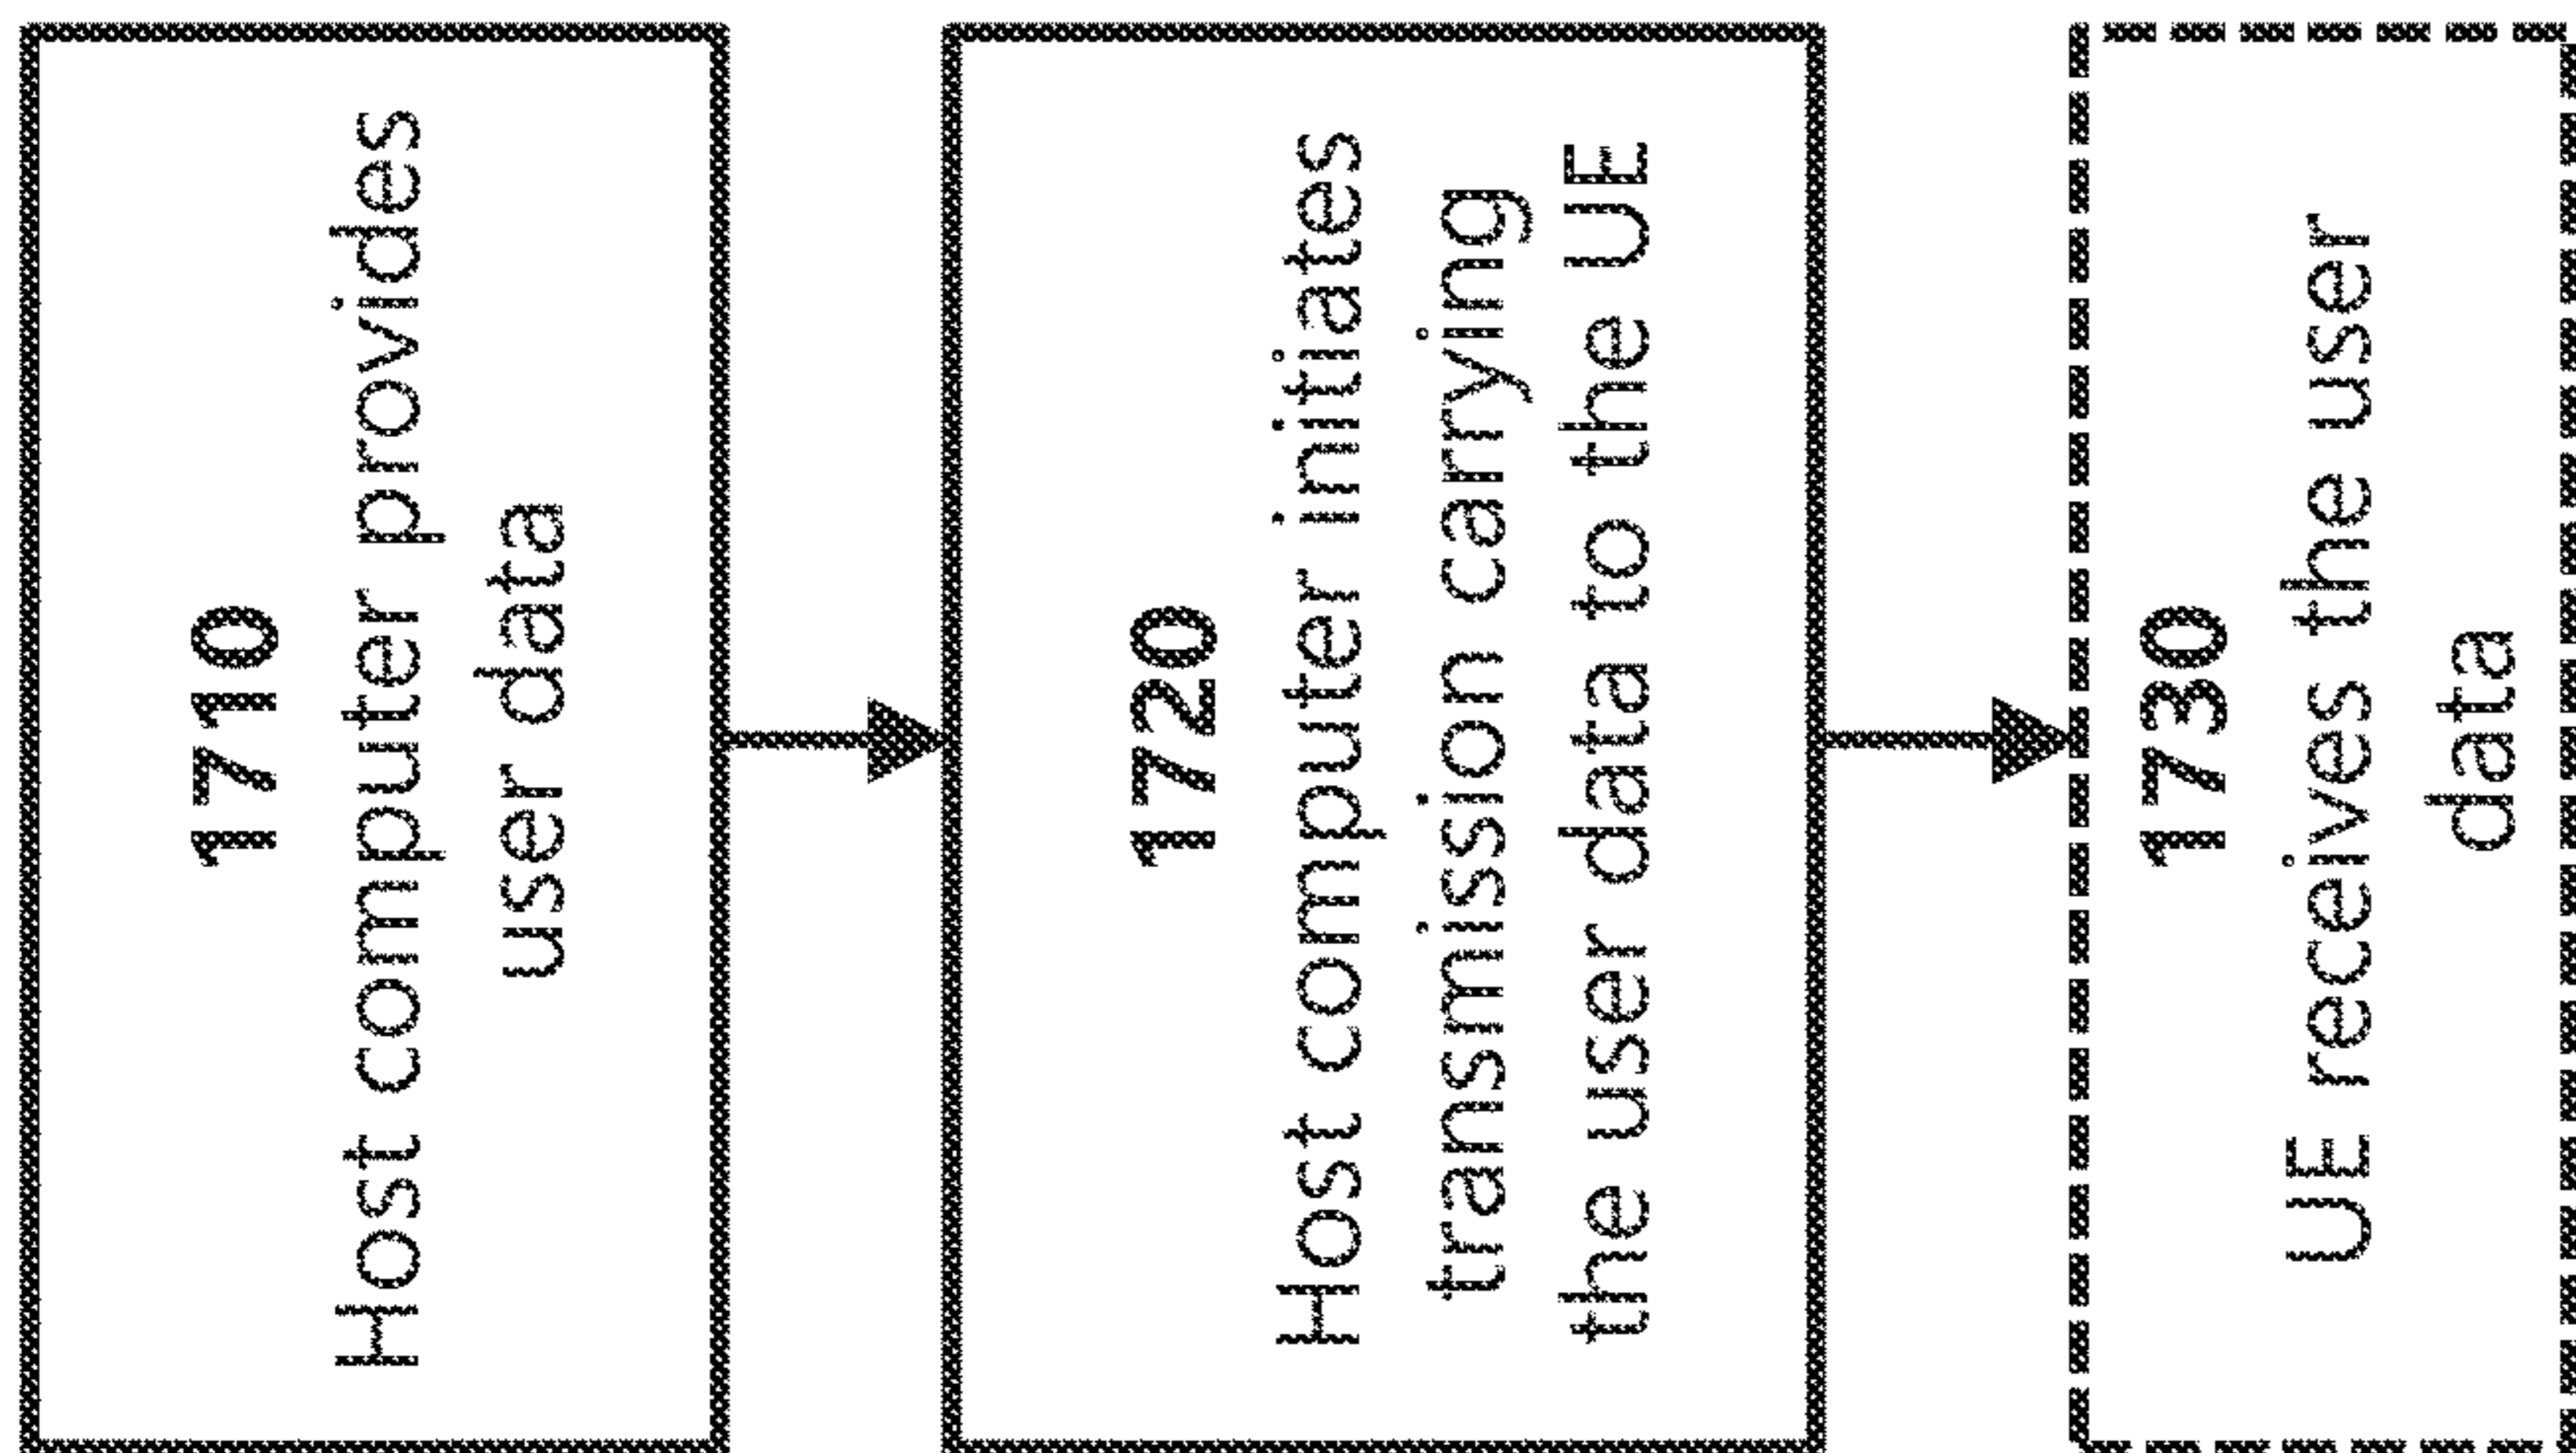 1710
Host computer provides
user data
1720
Host computer initiates
transmission carrying
the user data to the UE
1730
UE receives the user
data